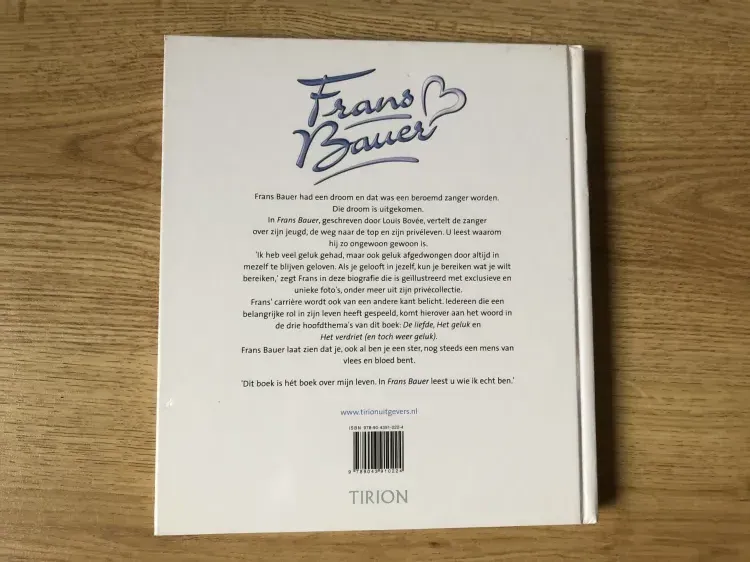 Frans
Bauer
Frans Bauer had een droom en dat was een beroemd zanger worden.
Die droom is uitgekomen.
In Frans Bauer, geschreven door Louis Bovée, vertelt de zanger
over zijn jeugd, de weg naar de top en zijn privéleven. U leest waarom
hij zo ongewoon gewoon is.
'Ik heb veel geluk gehad, maar ook geluk afgedwongen door altijd in
mezelf te blijven geloven. Als je gelooft in jezelf, kun je bereiken wat je wilt
bereiken,' zegt Frans in deze biografie die is geïllustreerd met exclusieve en
unieke foto's, onder meer uit zijn privécollectie.
Frans' carrière wordt ook van een andere kant belicht. Iedereen die een
belangrijke rol in zijn leven heeft gespeeld, komt hierover aan het woord in
de drie hoofdthema's van dit boek: De liefde, Het geluk en
Het verdriet (en toch weer geluk).
Frans Bauer laat zien dat je, ook al ben je een ster, nog steeds een mens van
vlees en bloed bent.
'Dit boek is hét boek over mijn leven. In Frans Bauer leest u wie ik echt ben.'
www.tirionuitgevers.nl
ISBN 978-90-4391-022-4
9 789043 910224
TIRION